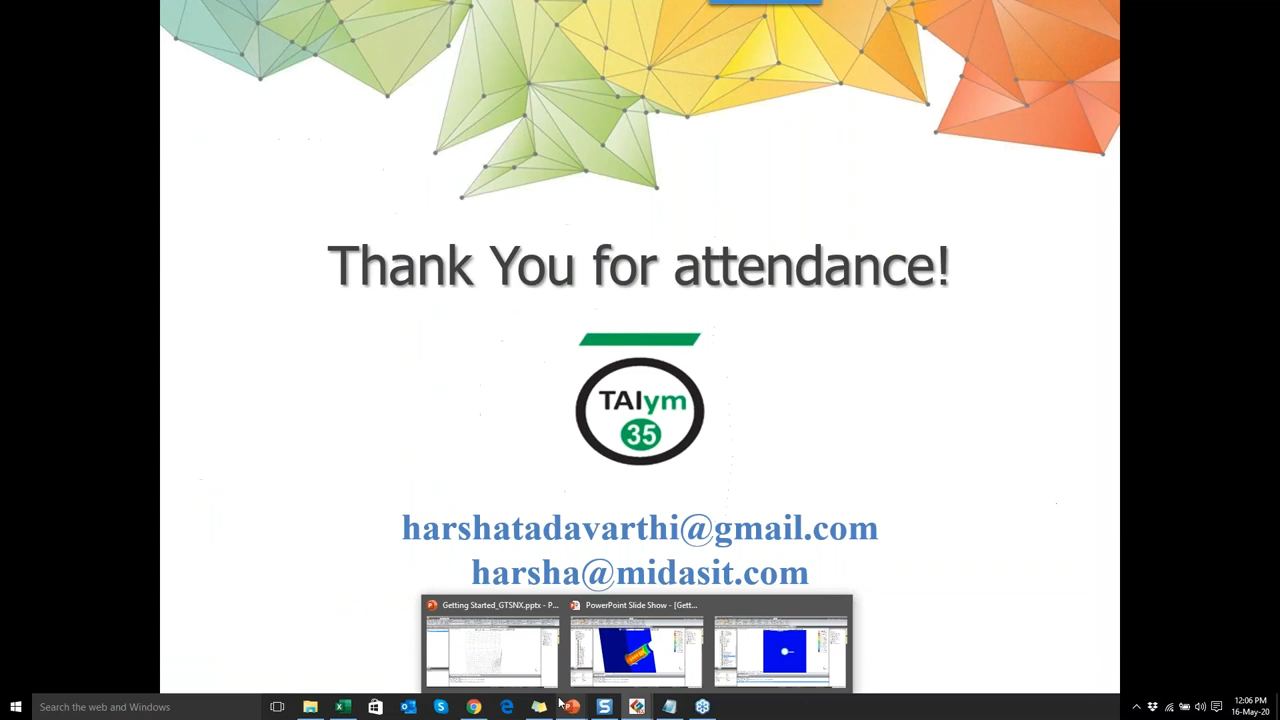 Thank You for attendance!
TAIym
35
harshatadavarthi@gmail.com
harsha@midasit.com
Getting Started_GTSNX.pptx - P...
PowerPoint Slide Show - [Gett...
Search the web and Windows
12:06 PM
16-May-20